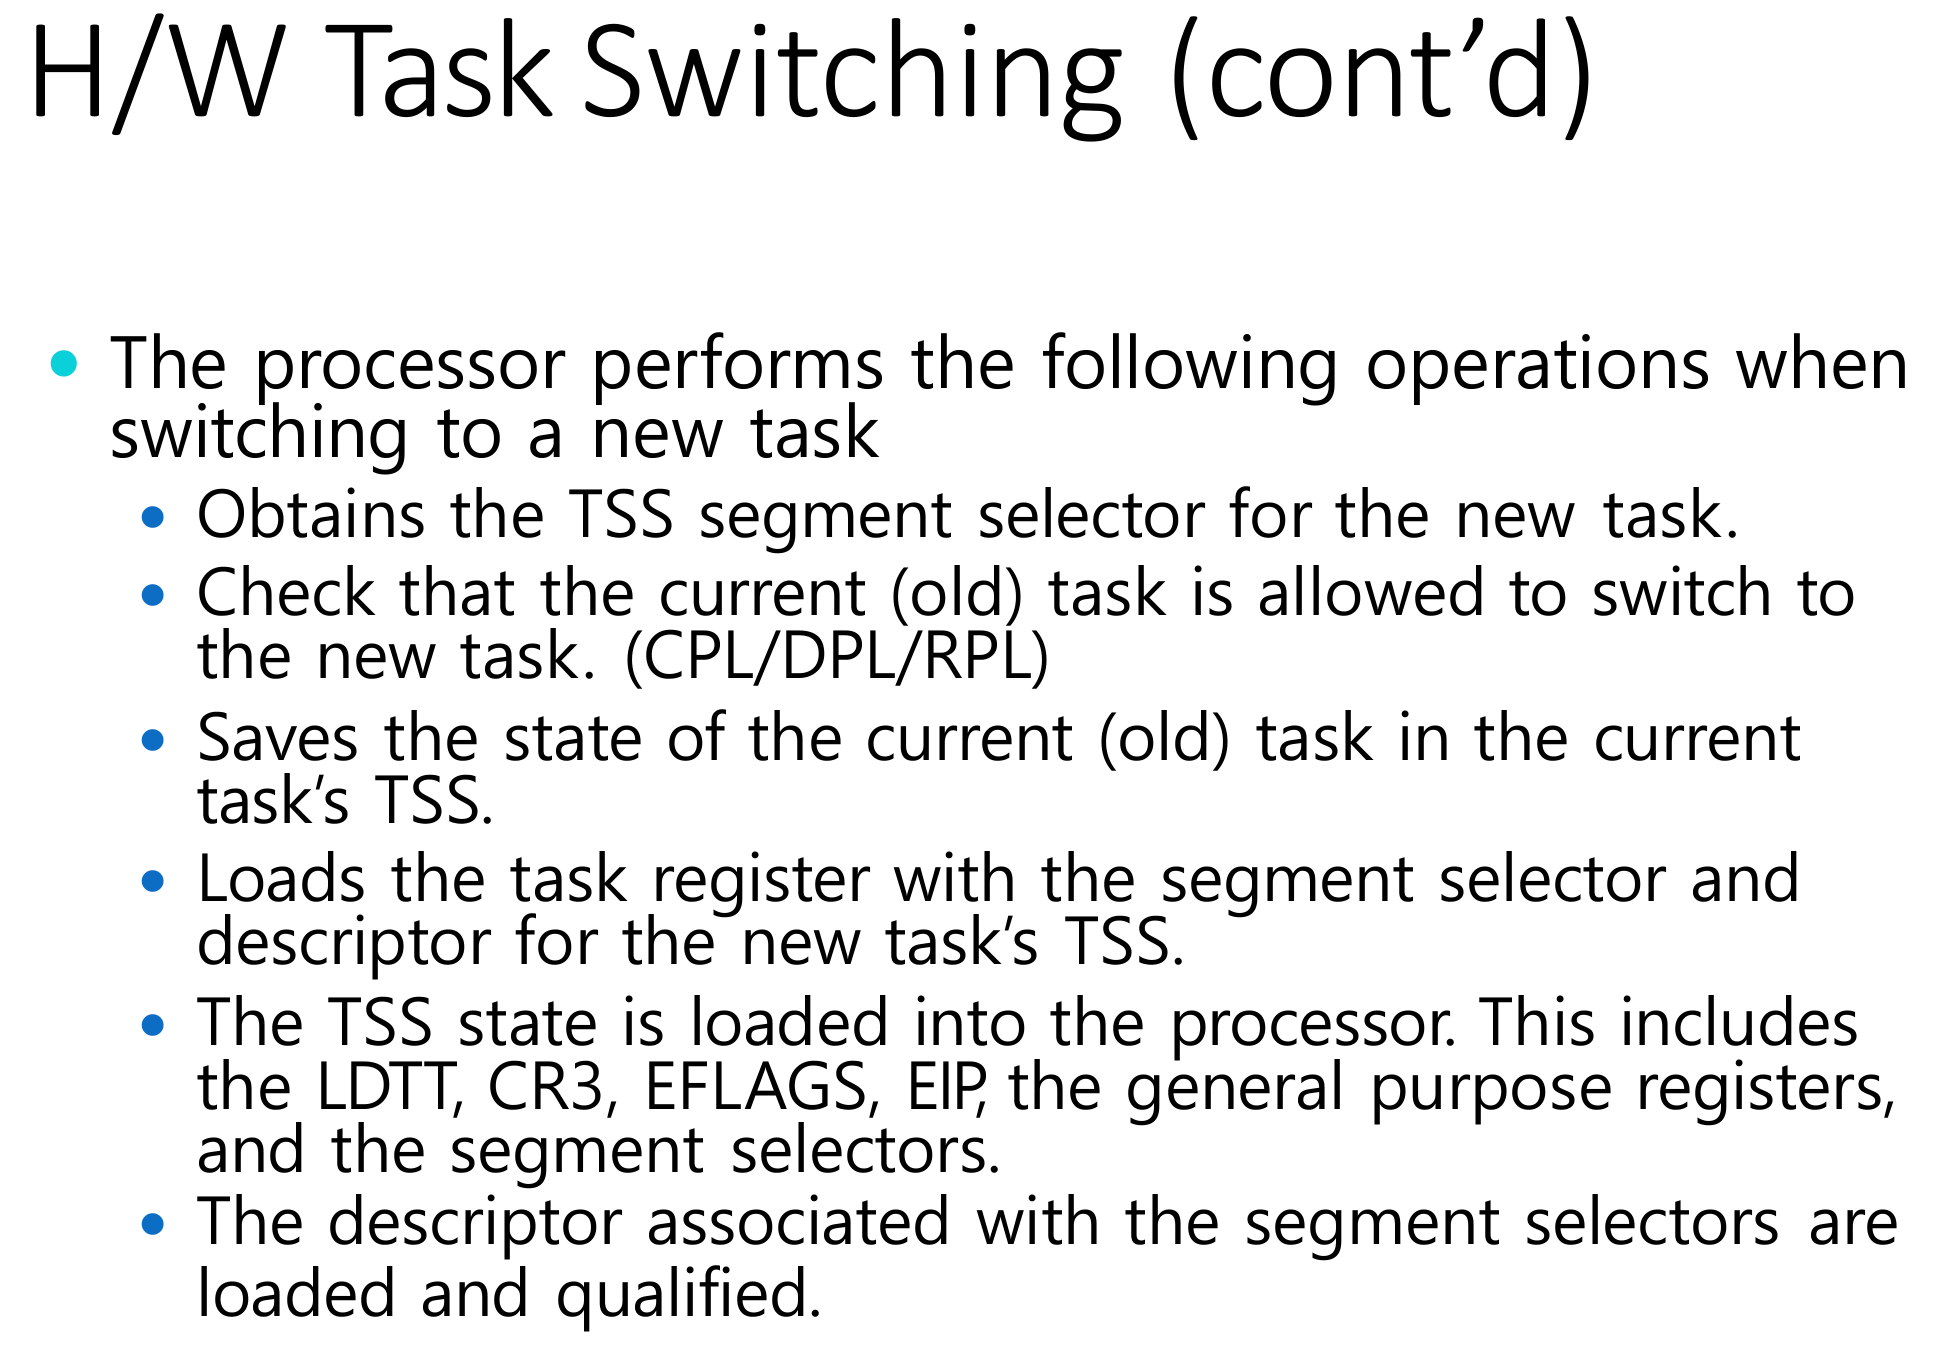 H/W Task Switching (cont’d)
• The processor performs the following operations when
switching to a new task
• Obtains the TSS segment selector for the new task.
• Check that the current (old) task is allowed to switch to
the new task. (CPL/DPL/RPL)
• Saves the state of the current (old) task in the current
task’s TSS.
• Loads the task register with the segment selector and
descriptor for the new task’s TSS.
• The TSS state is loaded into the processor. This includes
the LDTT, CR3, EFLAGS, EIP, the general purpose registers,
and the segment selectors.
• The descriptor associated with the segment selectors are
loaded and qualified.